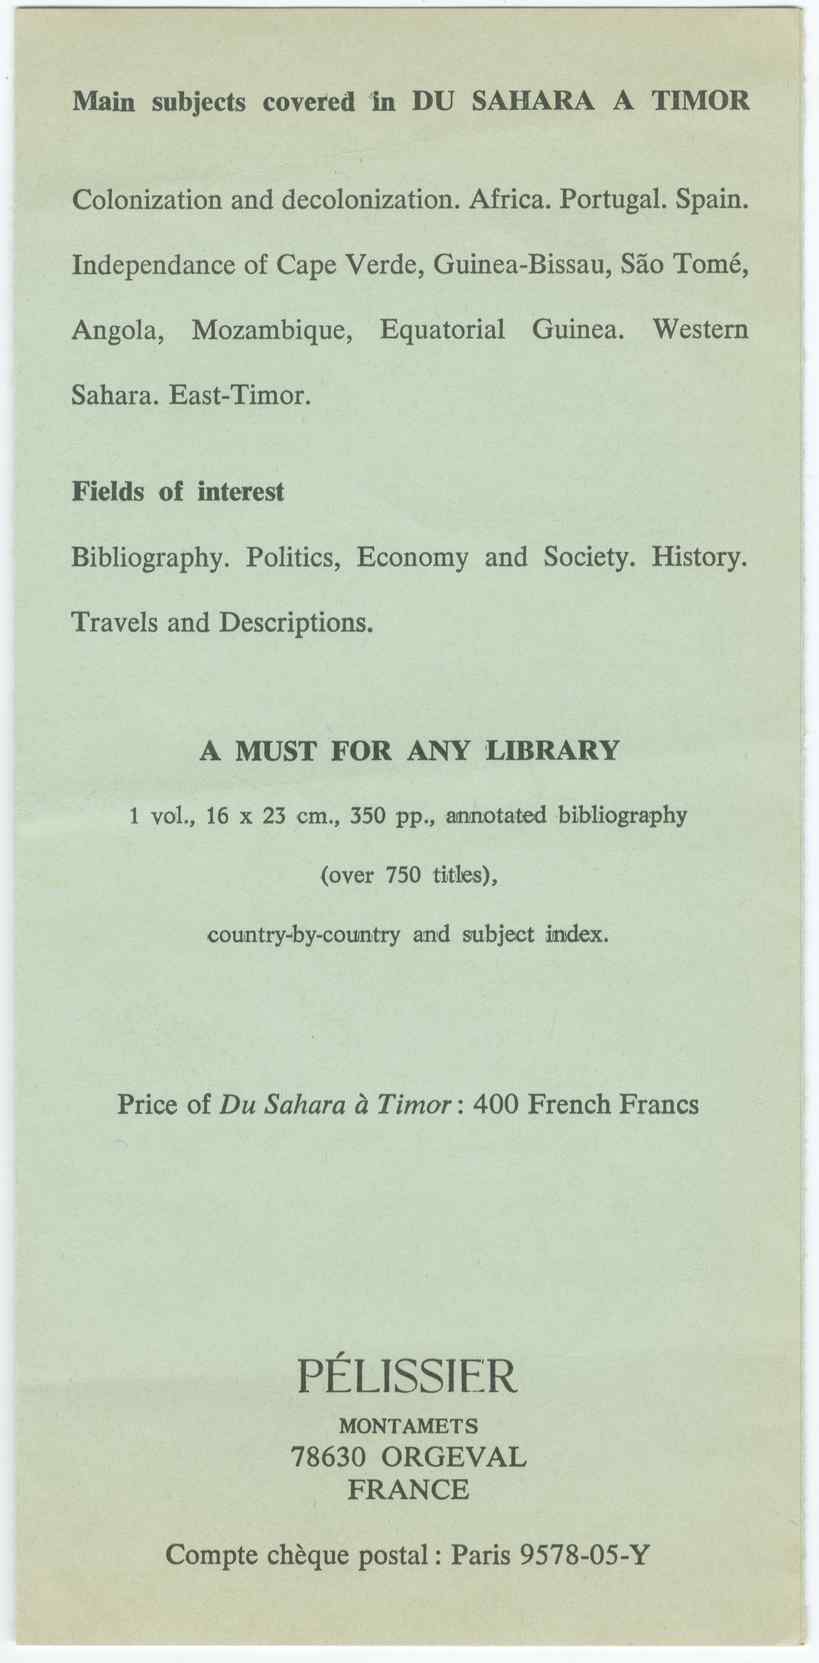 Main subjects covered in DU SAHARA A TIMOR
Colonization and decolonization. Africa. Portugal. Spain.
Independance of Cape Verde, Guinea-Bissau, São Tomé,
Angola, Mozambique, Equatorial Guinea. Western
Sahara. East-Timor.
Fields of interest
Bibliography. Politics, Economy and Society. History.
Travels and Descriptions.
A MUST FOR ANY LIBRARY
1 vol., 16 x 23 cm., 350 pp., annotated bibliography
(over 750 titles),
country-by-country and subject index.
Price of Du Sahara à Timor : 400 French Francs
PÉLISSIER
MONTAMETS
78630 ORGEVAL
FRANCE
Compte chèque postal : Paris 9578-05-Y